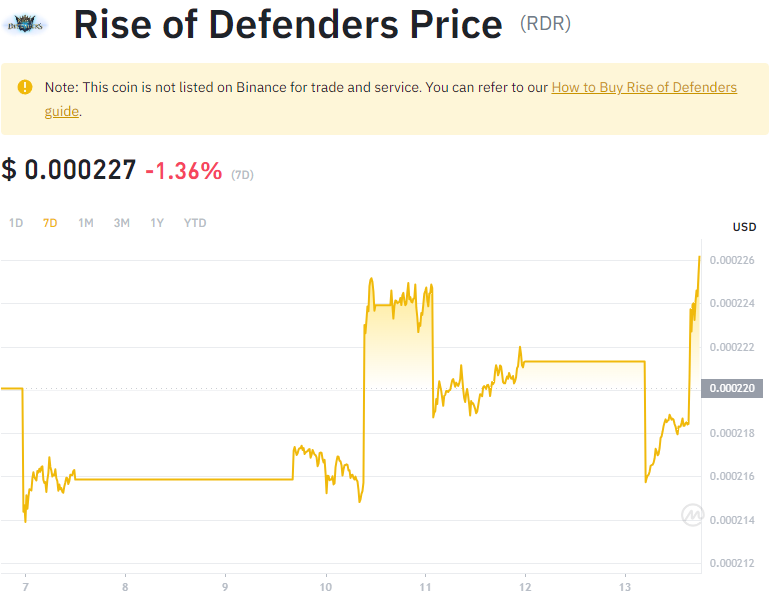 Rise of Defenders Price (RDR)
Note: This coin is not listed on Binance for trade and service. You can refer to our How to Buy Rise of Defenders
guide.
$ 0.000227 -1.36% (7D)
1D 7D 1M 3M 1Y YTD
USD
0.000226
0.000224
0.000222
0.000220
0.000218
0.000216
0.000214
0.000212
7 8 9 10 11 12 13